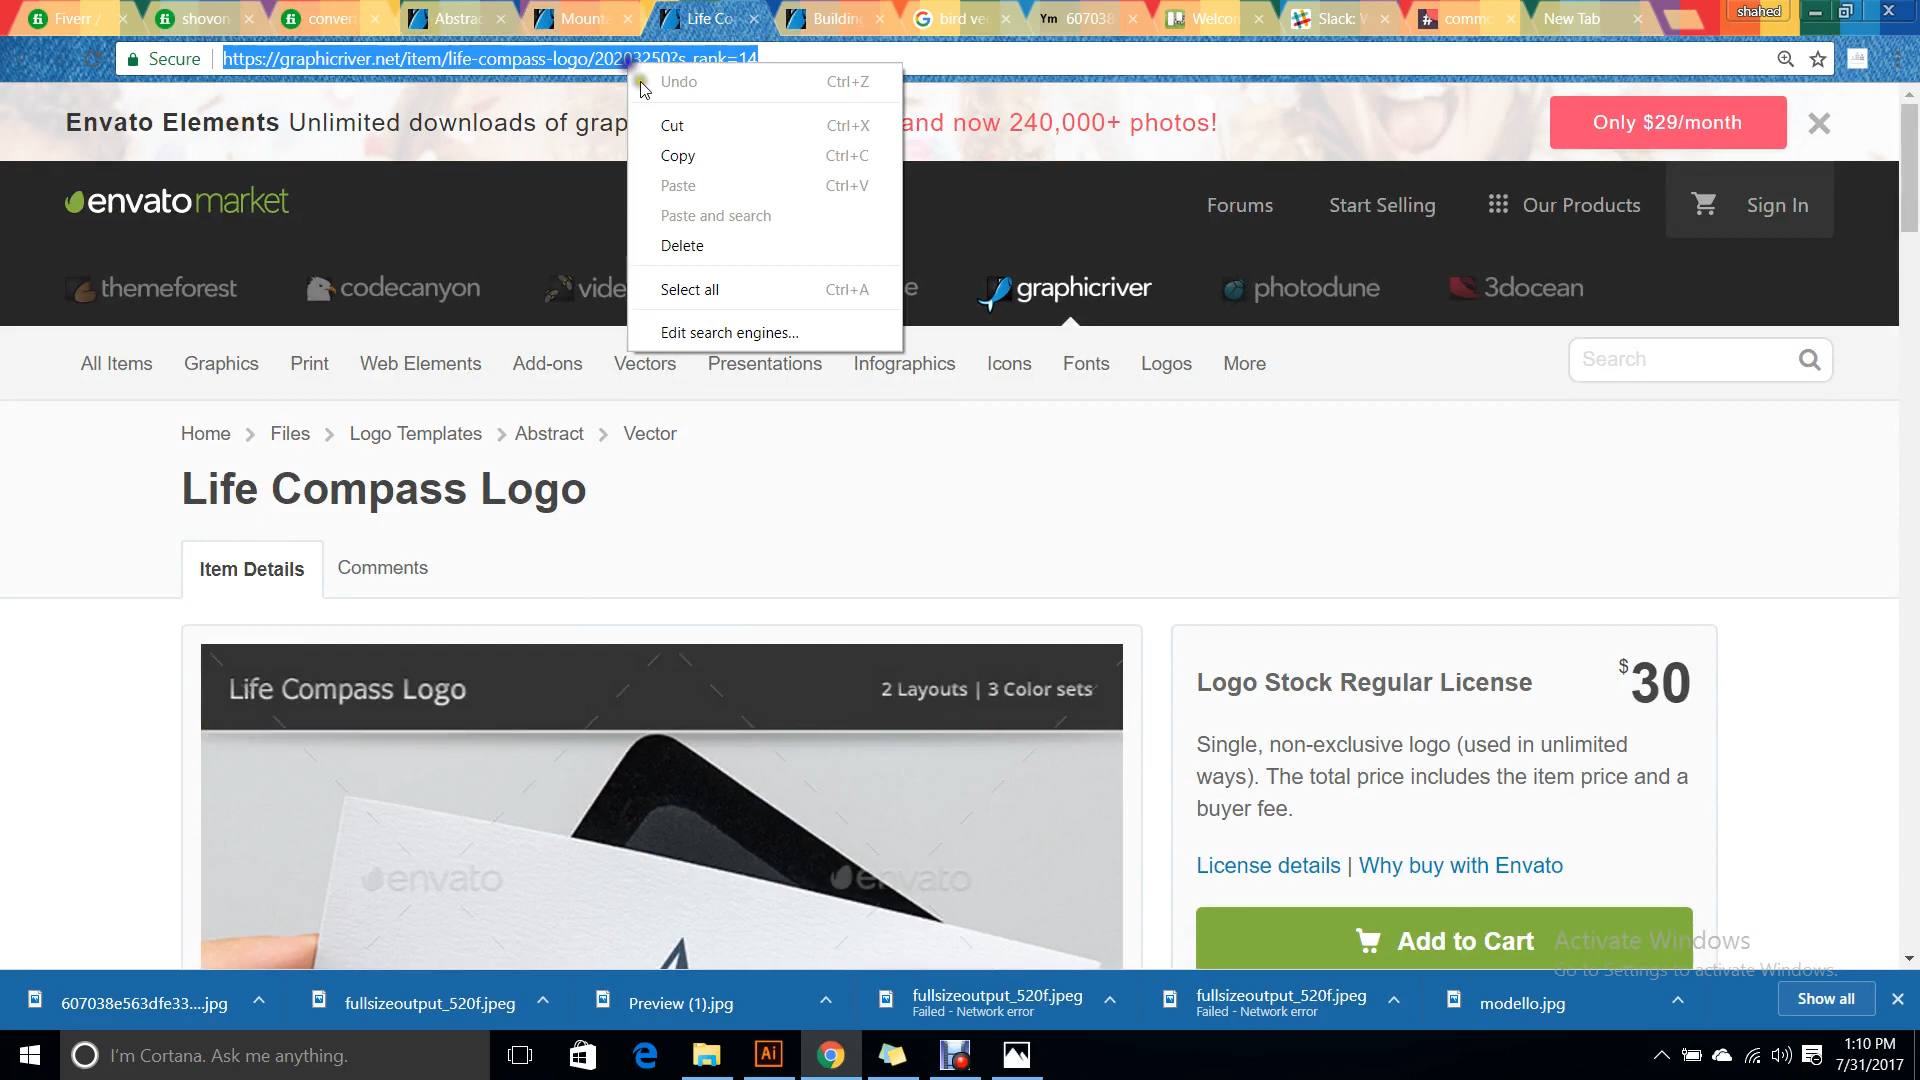 Fiverr /
shovon
conver
Abstrac
Mount
Life Co
Building
bird ve
Ym 607038
Welcom
Slack: V
commo
New Tab
shahed
Secure
https://graphicriver.net/item/life-compass-logo/20203250?s_rank=14
Undo Ctrl+Z
Cut Ctrl+X
Copy Ctrl+C
Paste Ctrl+V
Paste and search
Delete
Select all Ctrl+A
Edit search engines...
Envato Elements Unlimited downloads of grap
and now 240,000+ photos!
Only $29/month
envatomarket
Forums
Start Selling
Our Products
Sign In
themeforest
codecanyon
vide
e
graphicriver
photodune
3docean
All Items
Graphics
Print
Web Elements
Add-ons
Vectors
Presentations
Infographics
Icons
Fonts
Logos
More
Search
Home
Files
Logo Templates
Abstract
Vector
Life Compass Logo
Item Details
Comments
Life Compass Logo
2 Layouts | 3 Color sets
envato
envato
Logo Stock Regular License
$30
Single, non-exclusive logo (used in unlimited
ways). The total price includes the item price and a
buyer fee.
License details | Why buy with Envato
Add to Cart
Activate Windows
Go to Settings to activate Windows.
607038e563dfe33....jpg
fullsizeoutput_520f.jpeg
Preview (1).jpg
fullsizeoutput_520f.jpeg
Failed - Network error
fullsizeoutput_520f.jpeg
Failed - Network error
modello.jpg
Show all
I'm Cortana. Ask me anything.
Ai
1:10 PM
7/31/2017